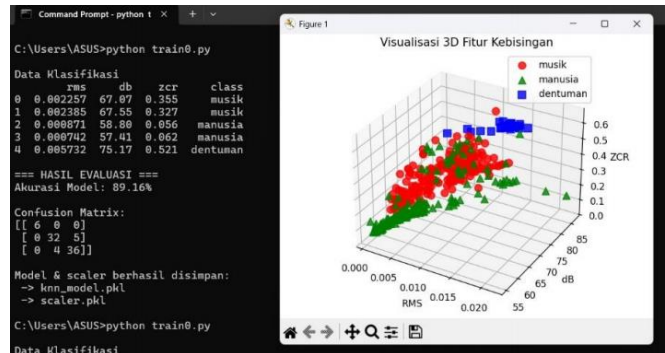 Command Prompt - python t
C:\Users\ASUS>python train0.py
Data Klasifikasi
rms db zcr class
0 0.002257 67.07 0.355 musik
1 0.002385 67.55 0.327 musik
2 0.000871 58.80 0.056 manusia
3 0.000742 57.41 0.062 manusia
4 0.005732 75.17 0.521 dentuman
=== HASIL EVALUASI ===
Akurasi Model: 89.16%
Confusion Matrix:
[[ 6 0 0]
[ 0 32 5]
[ 0 4 36]]
Model & scaler berhasil disimpan:
-> knn_model.pkl
-> scaler.pkl
C:\Users\ASUS>python train0.py
Data Klasifikasi
Figure 1
Visualisasi 3D Fitur Kebisingan
musik
manusia
dentuman
0.6
0.5
0.4
ZCR
0.3
0.2
0.1
0.0
0.000
0.005
0.010
0.015
0.020
RMS
85
80
75
70
65
60
55
dB